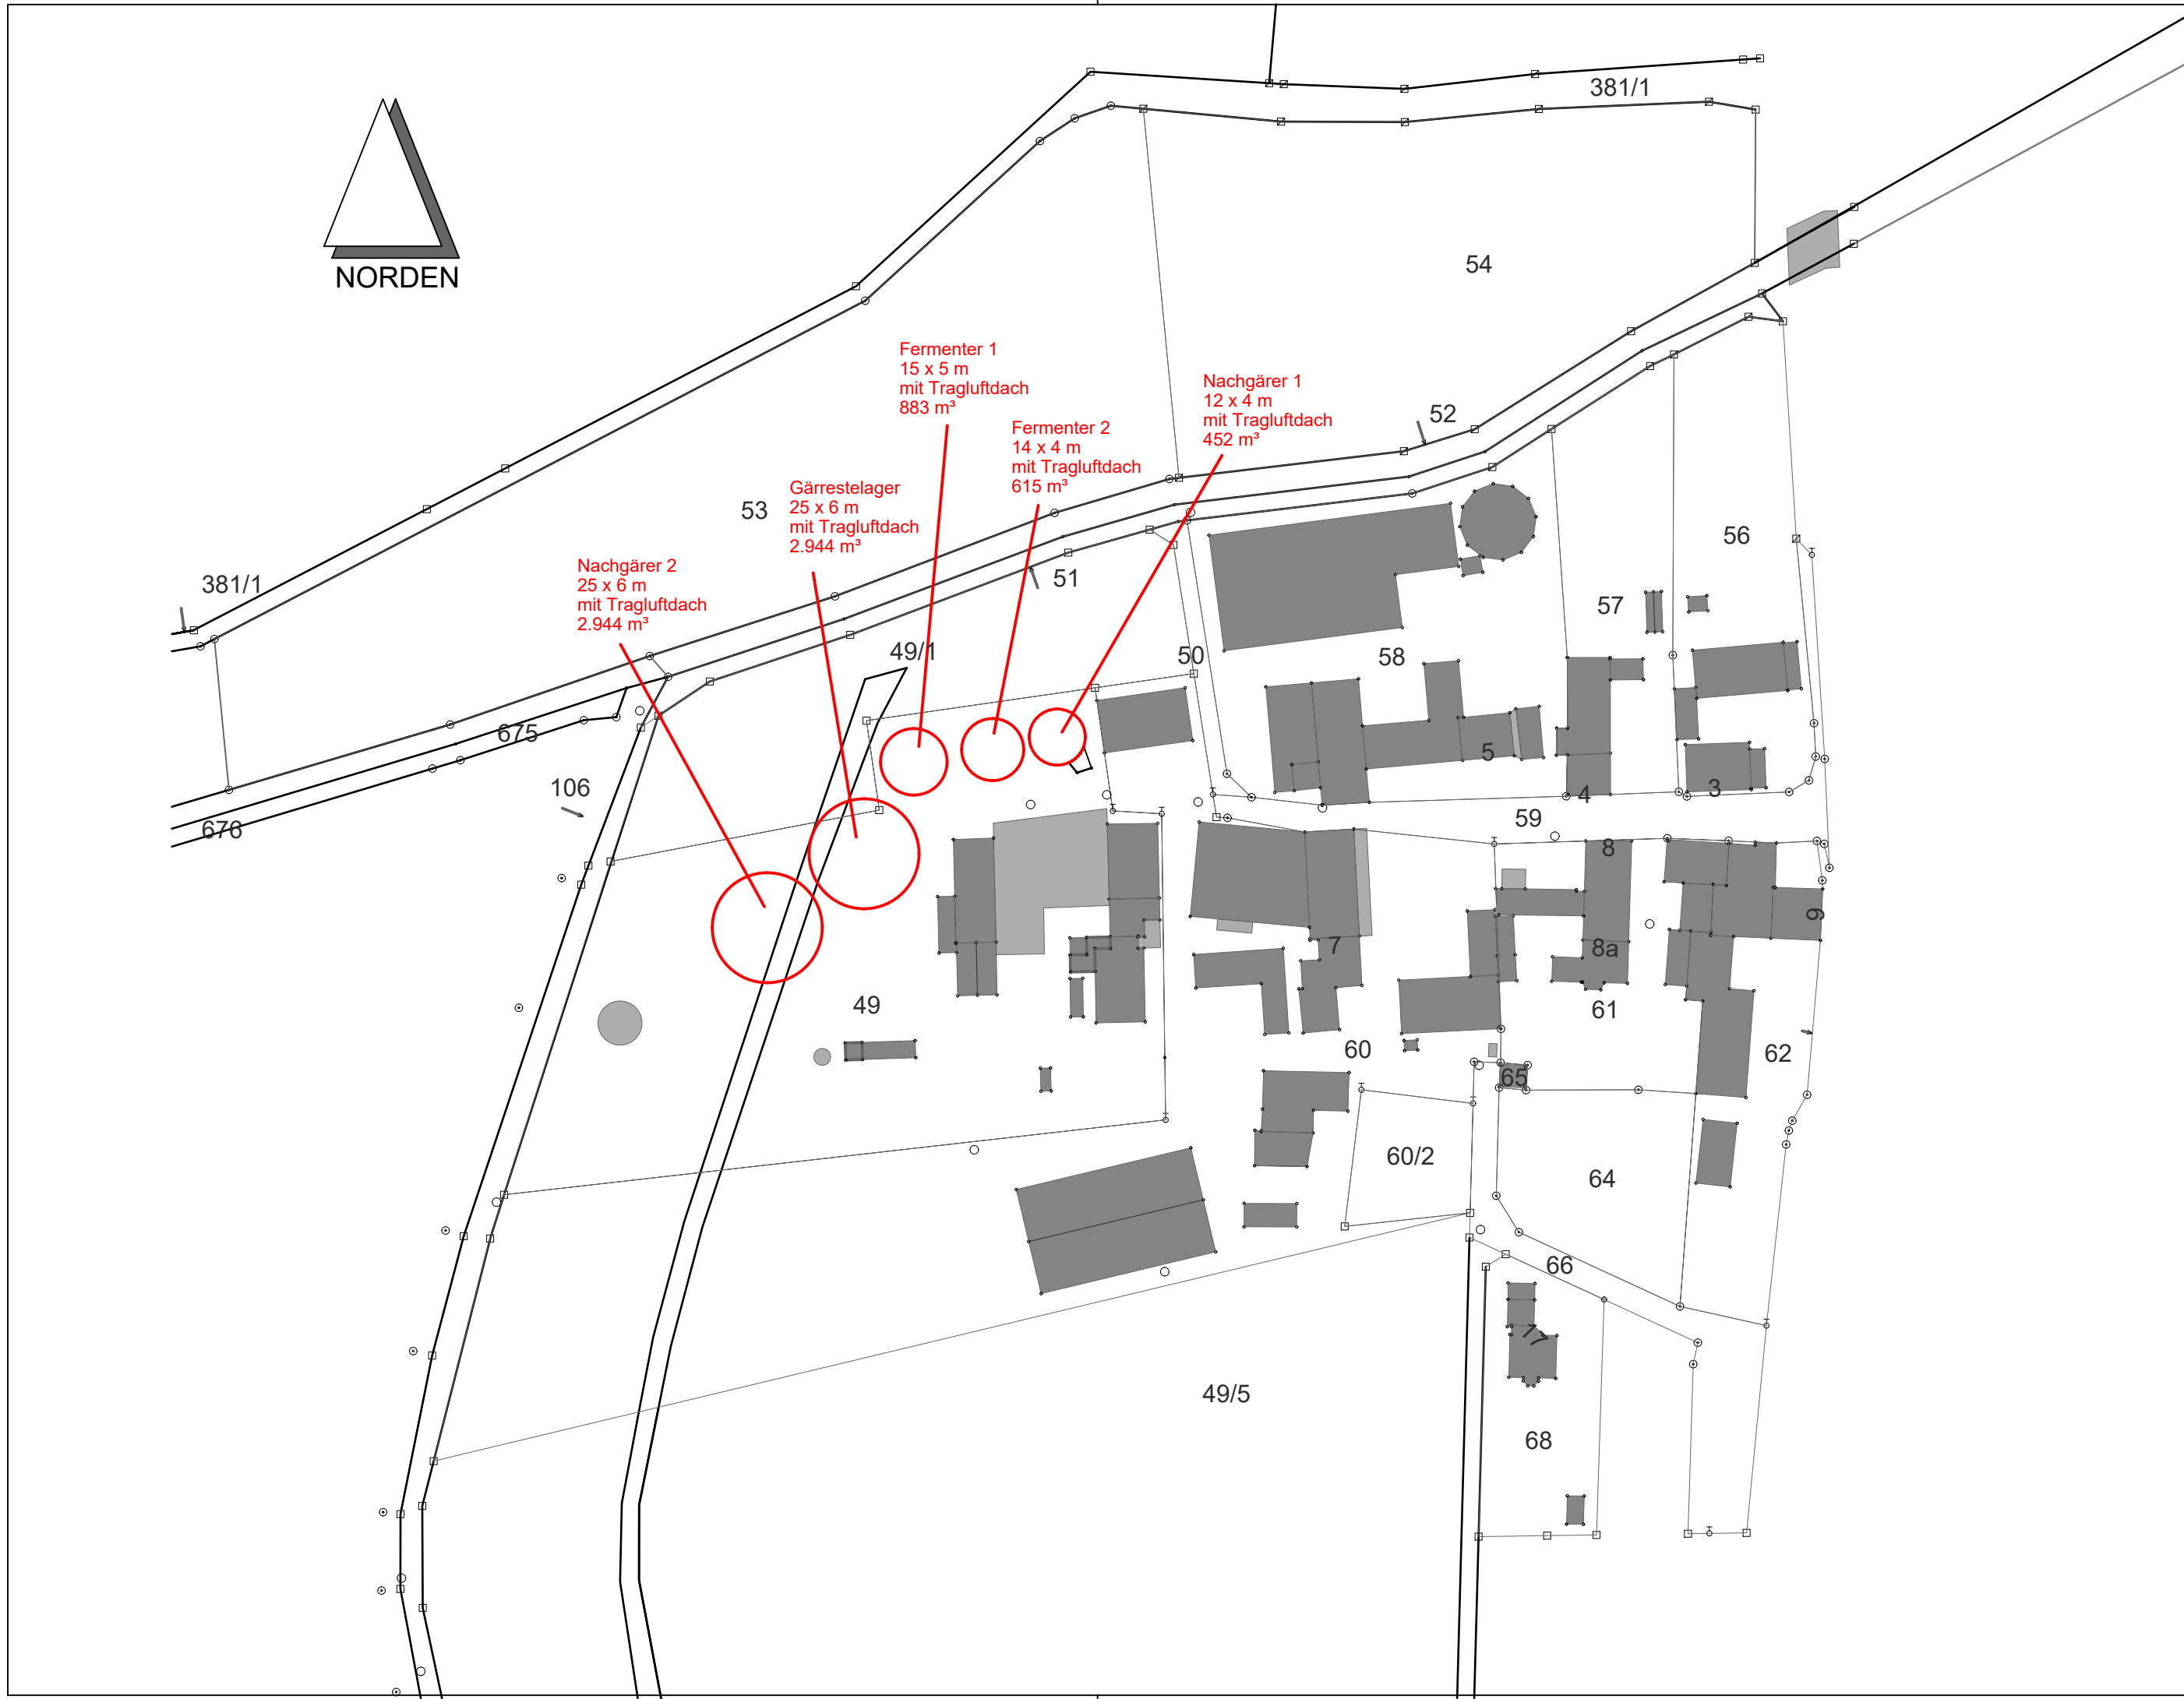 381/1
NORDEN
54
Fermenter 1
15 x 5 m
mit Tragluftdach
883 m³
Nachgärer 1
12 x 4 m
mit Tragluftdach
452 m³
52
Fermenter 2
14 x 4 m
mit Tragluftdach
615 m³
Gärrestelager
25 x 6 m
mit Tragluftdach
2.944 m³
53
56
Nachgärer 2
25 x 6 m
mit Tragluftdach
2.944 m³
381/1
51
57
49/1
50
58
675
5
106
4
3
676
59
8
9
7
8a
49
61
60
62
65
60/2
64
66
17
49/5
68